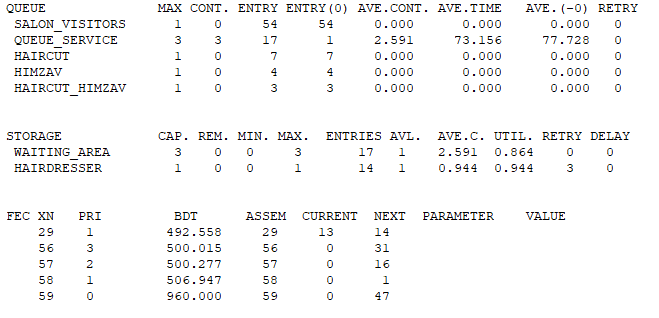 QUEUE MAX CONT. ENTRY ENTRY(0) AVE.CONT. AVE.TIME AVE.(-0) RETRY
SALON_VISITORS 1 0 54 54 0.000 0.000 0.000 0
QUEUE_SERVICE 3 3 17 1 2.591 73.156 77.728 0
HAIRCUT 1 0 7 7 0.000 0.000 0.000 0
HIMZAV 1 0 4 4 0.000 0.000 0.000 0
HAIRCUT_HIMZAV 1 0 3 3 0.000 0.000 0.000 0
STORAGE CAP. REM. MIN. MAX. ENTRIES AVL. AVE.C. UTIL. RETRY DELAY
WAITING_AREA 3 0 0 3 17 1 2.591 0.864 0 0
HAIRDRESSER 1 0 0 1 14 1 0.944 0.944 3 0
FEC XN PRI BDT ASSEM CURRENT NEXT PARAMETER VALUE
29 1 492.558 29 13 14
56 3 500.015 56 0 31
57 2 500.277 57 0 16
58 1 506.947 58 0 1
59 0 960.000 59 0 47